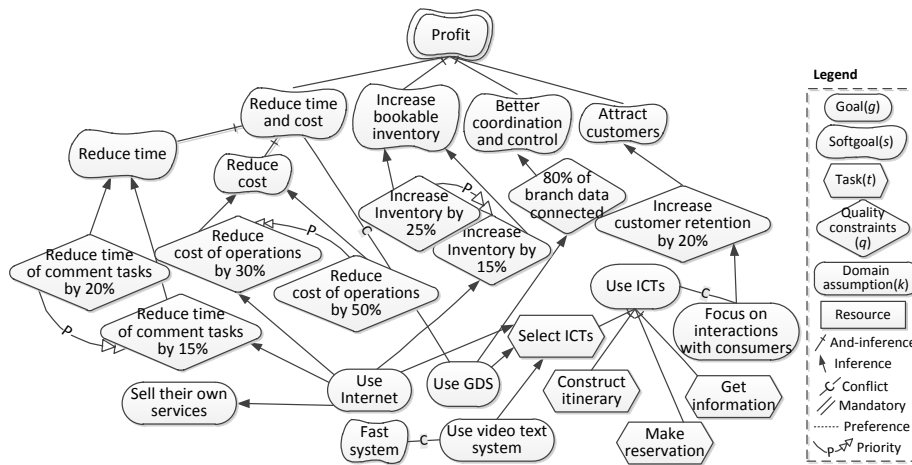 Profit
Reduce time
and cost
Increase
bookable
inventory
Better
coordination
and control
Attract
customers
Reduce time
Reduce
cost
P
Increase
Inventory by
25%
80% of
branch data
connected
Increase
customer retention
by 20%
C
P
Reduce
cost of operations
by 30%
Increase
Inventory by
15%
Reduce time
of comment tasks
by 20%
Reduce
cost of operations
by 50%
Use ICTs
C
P
Reduce time
of comment tasks
by 15%
Select ICTs
Focus on
interactions
with consumers
Sell their own
services
Use
Internet
Use GDS
Construct
itinerary
Get
information
Fast
system
C
Use video text
system
Make
reservation
Legend
Goal(g)
Softgoal(s)
Task(t)
Quality
constraints
(q)
Domain
assumption(k)
Resource
And-inference
Inference
C
Conflict
Mandatory
Preference
P
Priority